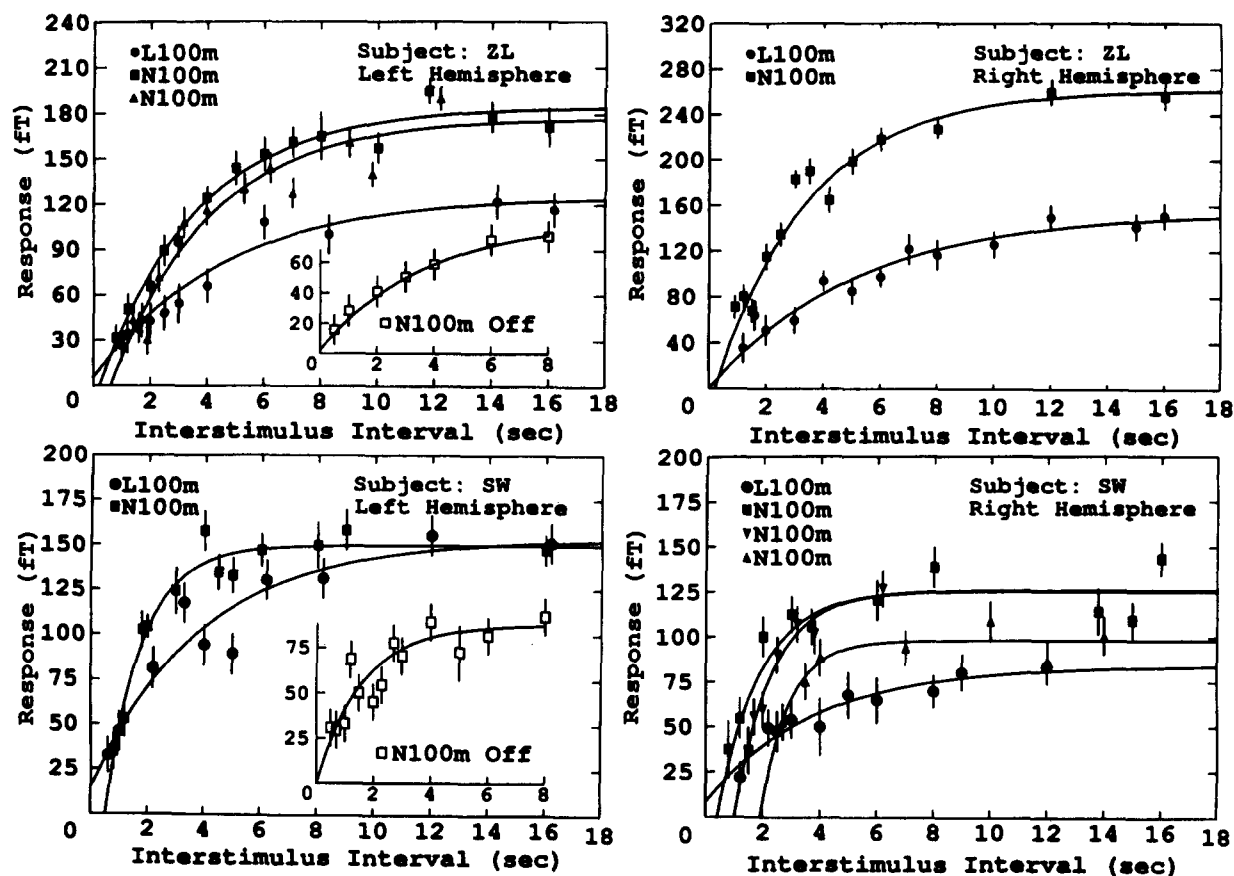 240
210
180
150
120
90
60
30
0
Response (fT)
L100m
N100m
N100m
Subject: ZL
Left Hemisphere
60
40
20
0
N100m Off
2 4 6 8
2 4 6 8 10 12 14 16 18
Interstimulus Interval (sec)
320
280
240
200
160
120
80
40
0
Response (fT)
L100m
N100m
Subject: ZL
Right Hemisphere
2 4 6 8 10 12 14 16 18
Interstimulus Interval (sec)
200
175
150
125
100
75
50
25
0
Response (fT)
L100m
N100m
Subject: SW
Left Hemisphere
75
50
25
0
N100m Off
2 4 6 8
2 4 6 8 10 12 14 16 18
Interstimulus Interval (sec)
200
175
150
125
100
75
50
25
0
Response (fT)
L100m
N100m
N100m
N100m
Subject: SW
Right Hemisphere
2 4 6 8 10 12 14 16 18
Interstimulus Interval (sec)